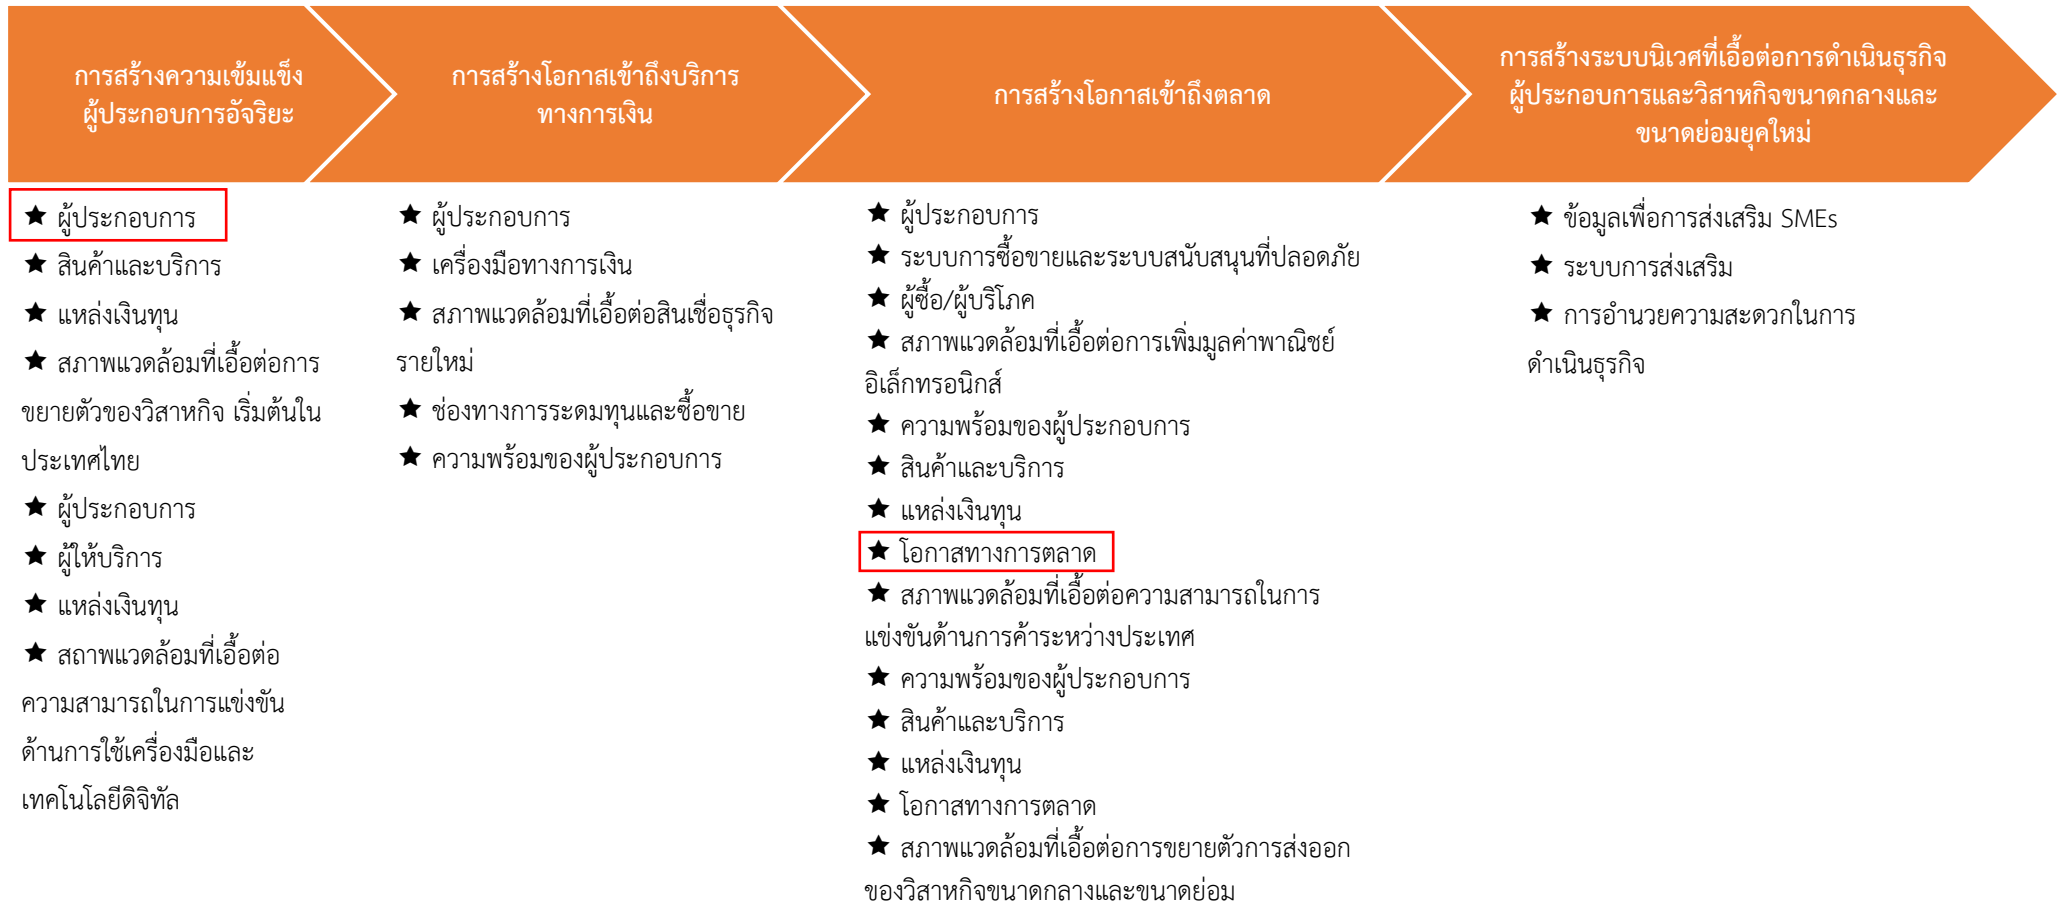 การสร้างความเข้มแข็ง
ผู้ประกอบการอัจริยะ
การสร้างโอกาสเข้าถึงบริการ
ทางการเงิน
การสร้างโอกาสเข้าถึงตลาด
การสร้างระบบนิเวศที่เอื้อต่อการดำเนินธุรกิจ
ผู้ประกอบการและวิสาหกิจขนาดกลางและ
ขนาดย่อมยุคใหม่
★ ผู้ประกอบการ
★ สินค้าและบริการ
★ แหล่งเงินทุน
★ สภาพแวดล้อมที่เอื้อต่อการ
ขยายตัวของวิสาหกิจ เริ่มต้นใน
ประเทศไทย
★ ผู้ประกอบการ
★ ผู้ให้บริการ
★ แหล่งเงินทุน
★ สถาพแวดล้อมที่เอื้อต่อ
ความสามารถในการแข่งขัน
ด้านการใช้เครื่องมือและ
เทคโนโลยีดิจิทัล
★ ผู้ประกอบการ
★ เครื่องมือทางการเงิน
★ สภาพแวดล้อมที่เอื้อต่อสินเชื่อธุรกิจ
รายใหม่
★ ช่องทางการระดมทุนและซื้อขาย
★ ความพร้อมของผู้ประกอบการ
★ ผู้ประกอบการ
★ ระบบการซื้อขายและระบบสนับสนุนที่ปลอดภัย
★ ผู้ซื้อ/ผู้บริโภค
★ สภาพแวดล้อมที่เอื้อต่อการเพิ่มมูลค่าพาณิชย์
อิเล็กทรอนิกส์
★ ความพร้อมของผู้ประกอบการ
★ สินค้าและบริการ
★ แหล่งเงินทุน
★ โอกาสทางการตลาด
★ สภาพแวดล้อมที่เอื้อต่อความสามารถในการ
แข่งขันด้านการค้าระหว่างประเทศ
★ ความพร้อมของผู้ประกอบการ
★ สินค้าและบริการ
★ แหล่งเงินทุน
★ โอกาสทางการตลาด
★ สภาพแวดล้อมที่เอื้อต่อการขยายตัวการส่งออก
ของวิสาหกิจขนาดกลางและขนาดย่อม
★ ข้อมูลเพื่อการส่งเสริม SMEs
★ ระบบการส่งเสริม
★ การอำนวยความสะดวกในการ
ดำเนินธุรกิจ